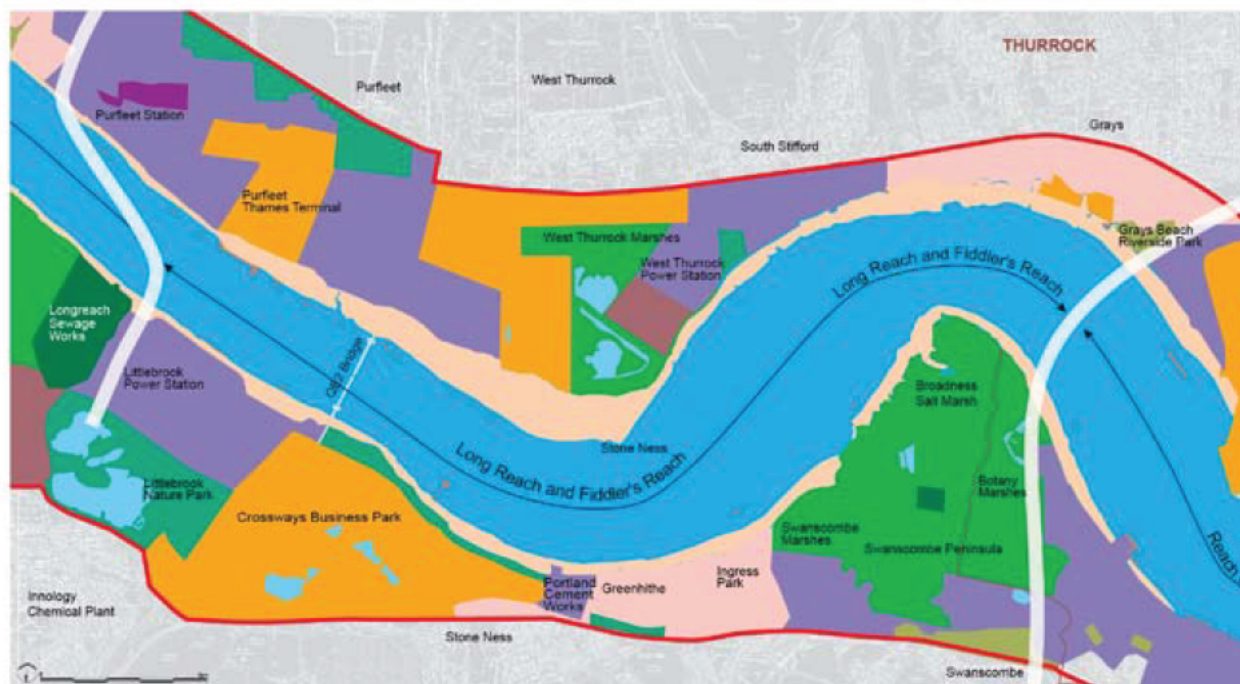 THURROCK
West Thurrock
Purfleet
Purfleet Station
Grays
South Stifford
Purfleet
Thames Terminal
West Thurrock Marshes
Grays Beach
Riverside Park
West Thurrock
Power Station
Long Reach and Fiddler's Reach
Longreach
Sewage
Works
QE2 Bridge
Littlebrook
Power Station
Broadness
Salt Marsh
Stone Ness
Long Reach and Fiddler's Reach
Littlebrook
Nature Park
Botany
Marshes
Crossways Business Park
Swanscombe
Marshes
Swanscombe Peninsula
Reach
Ingress
Park
Portland
Cement
Works
Greenhithe
Innology
Chemical Plant
Stone Ness
Swanscombe